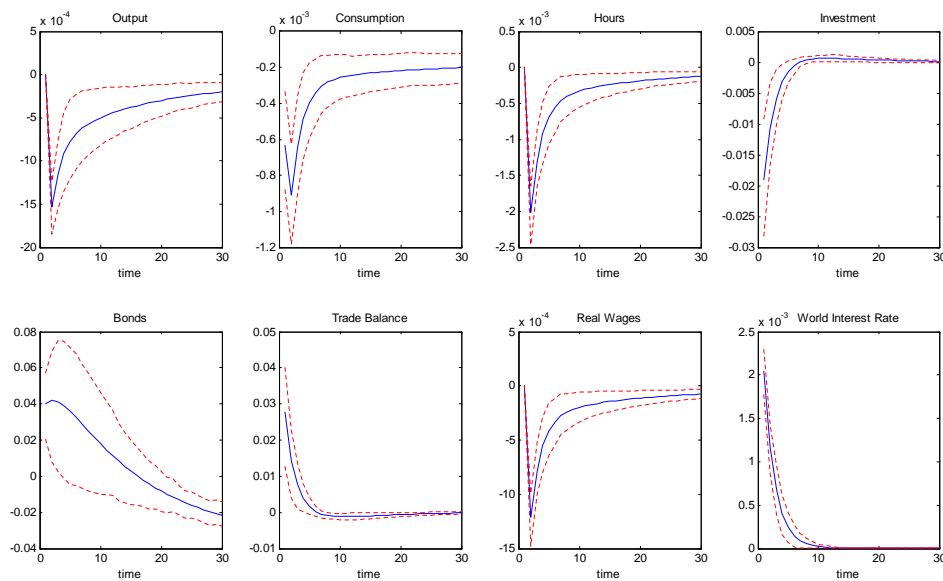 Output
x 10^-4
5
0
-5
-10
-15
-20
0 10 20 30
time
Consumption
x 10^-3
0
-0.2
-0.4
-0.6
-0.8
-1
-1.2
0 10 20 30
time
Hours
x 10^-3
0
-0.5
-1
-1.5
-2
-2.5
0 10 20 30
time
Investment
0.005
0
-0.005
-0.01
-0.015
-0.02
-0.025
-0.03
0 10 20 30
time
Bonds
0.08
0.06
0.04
0.02
0
-0.02
-0.04
0 10 20 30
time
Trade Balance
0.05
0.04
0.03
0.02
0.01
0
-0.01
0 10 20 30
time
Real Wages
x 10^-4
5
0
-5
-10
-15
0 10 20 30
time
World Interest Rate
x 10^-3
2.5
2
1.5
1
0.5
0
0 10 20 30
time